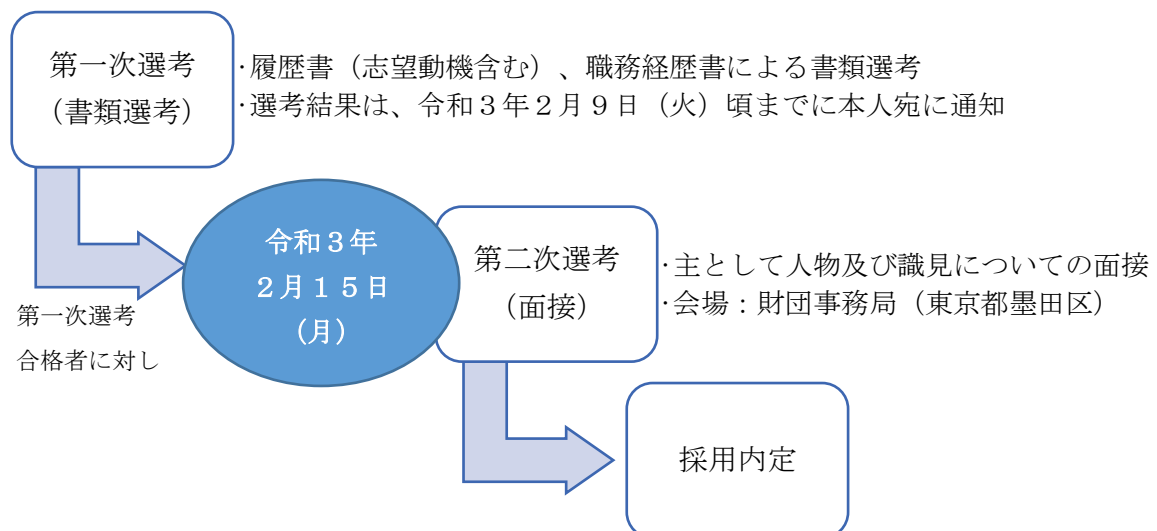 第一次選考
（書類選考）
･履歴書（志望動機含む）、職務経歴書による書類選考
･選考結果は、令和３年２月９日（火）頃までに本人宛に通知
第一次選考
合格者に対し
令和３年
２月１５日
（月）
第二次選考
（面接）
･主として人物及び識見についての面接
･会場：財団事務局（東京都墨田区）
採用内定